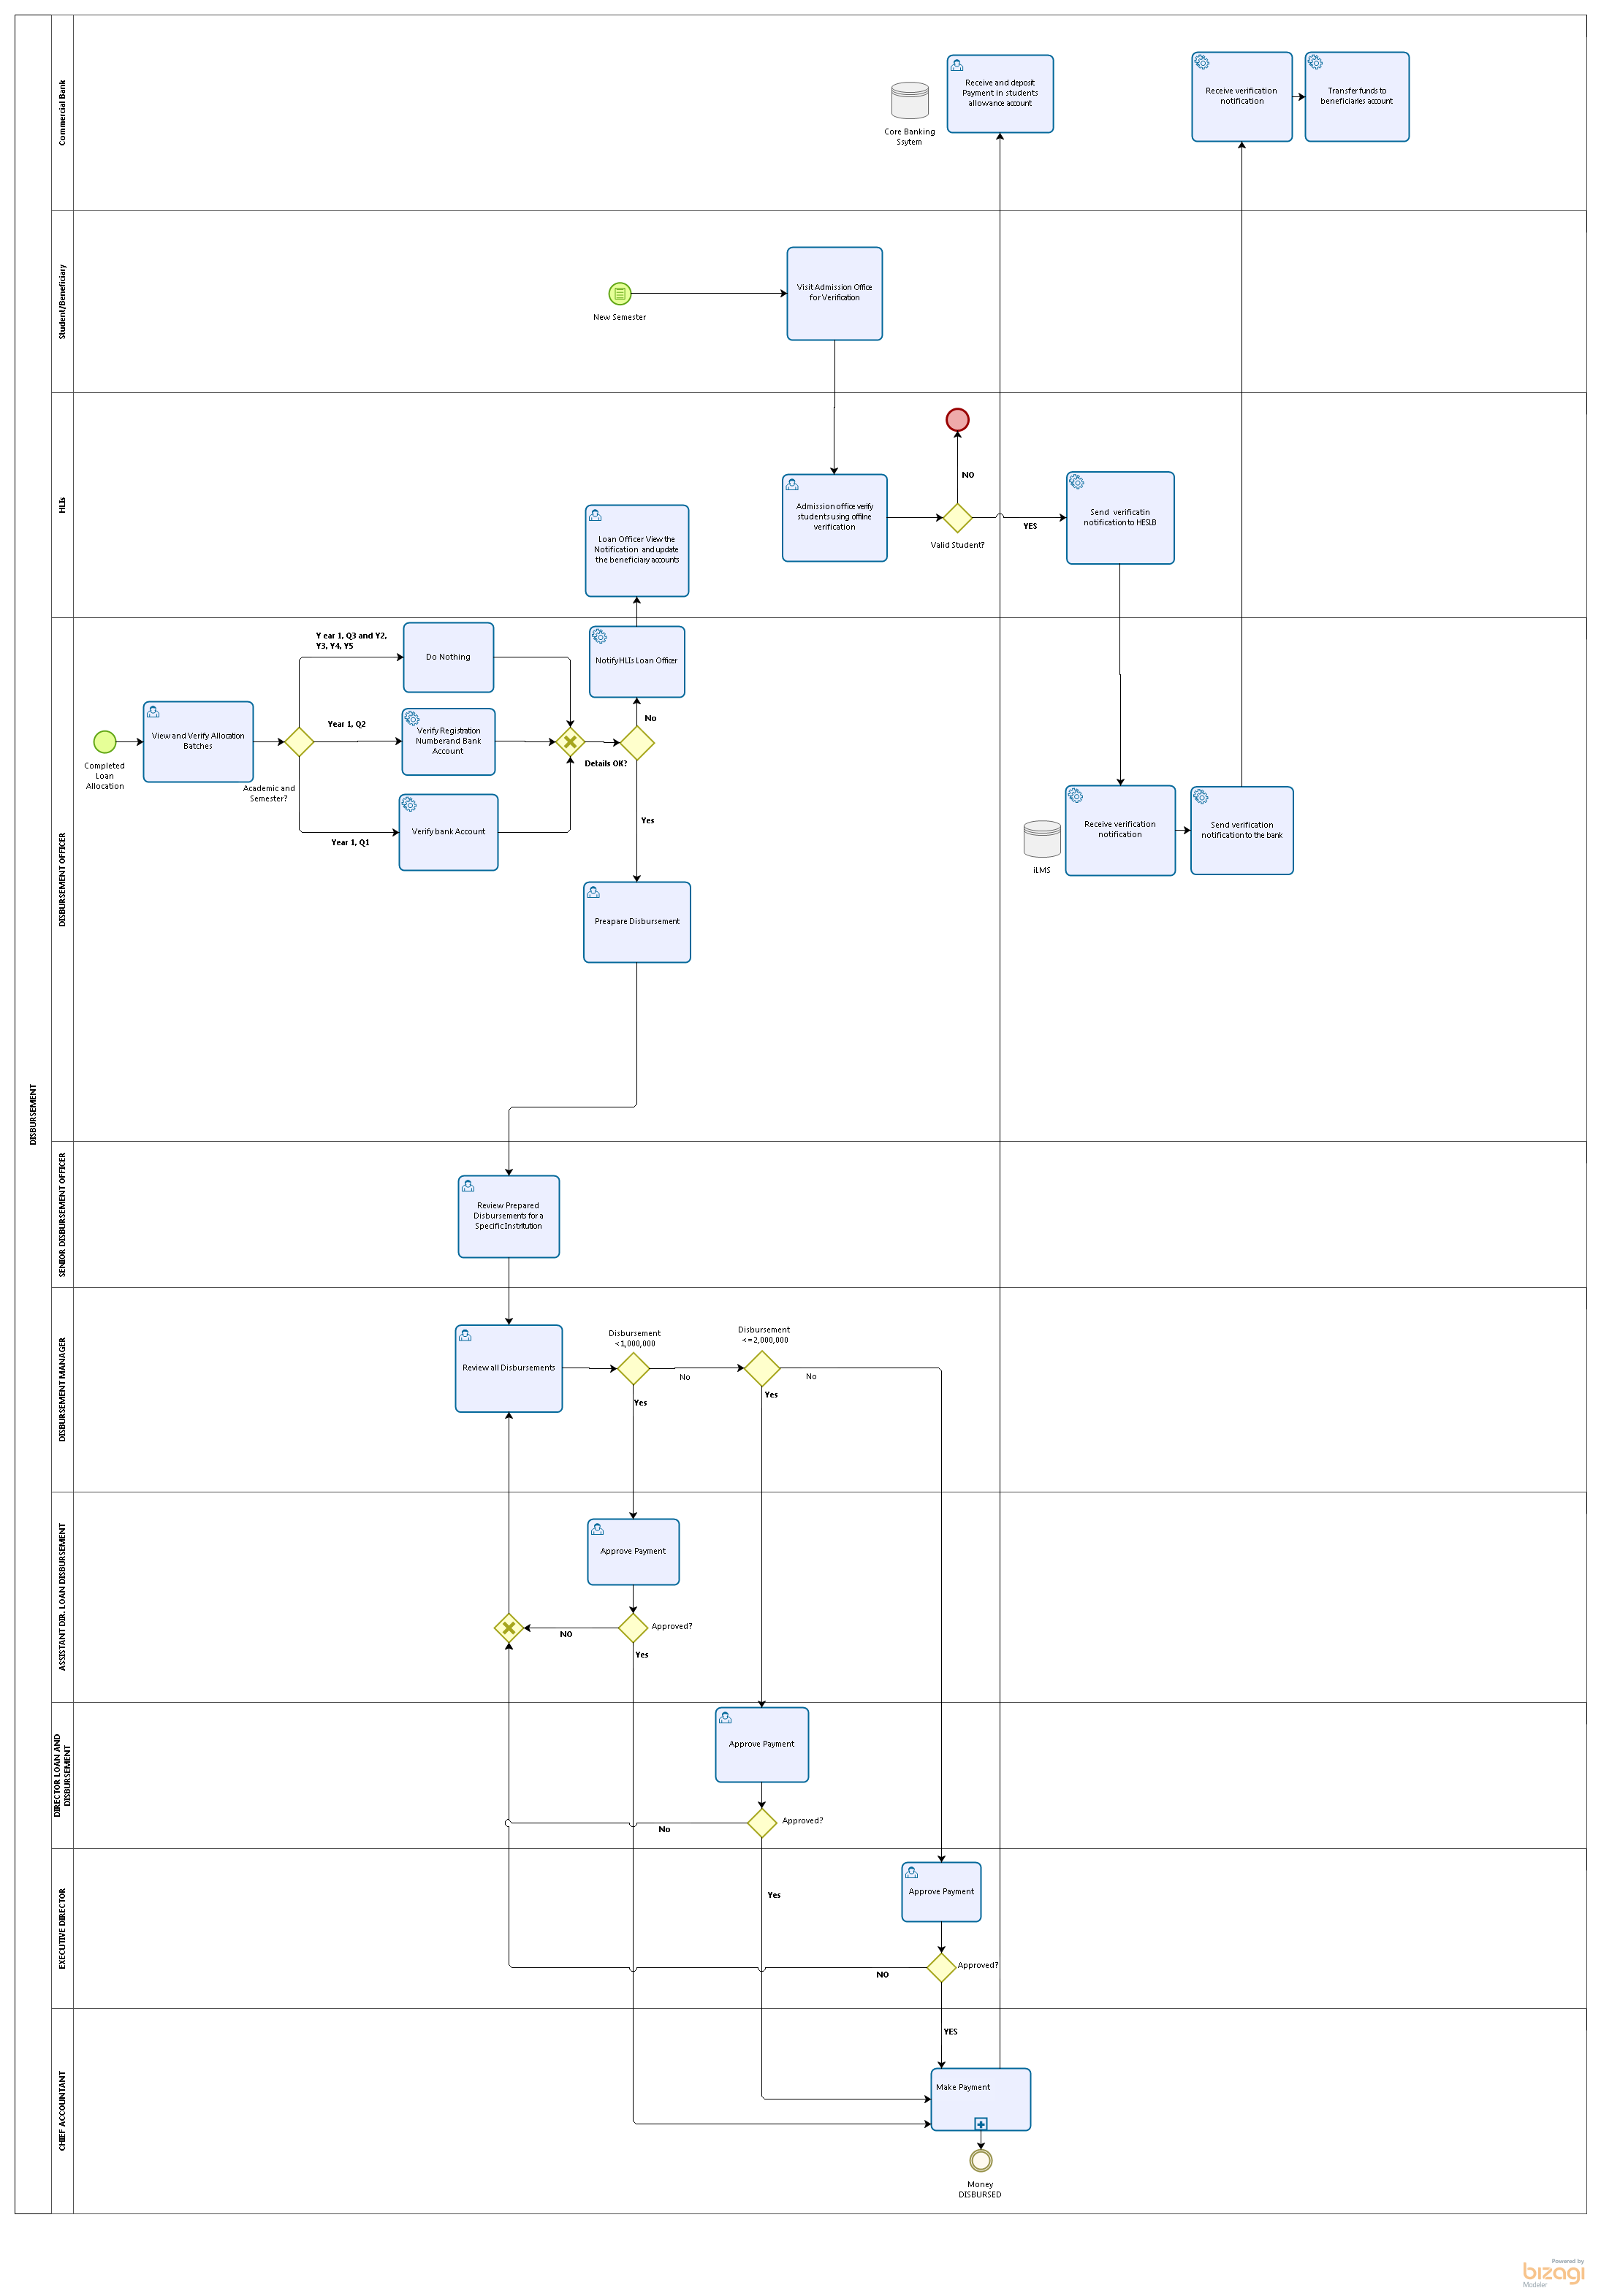 DISBURSEMENT
Commercial Bank
Core Banking
Ssytem
Receive and deposit
Payment in students
allowance account
Receive verification
notification
Transfer funds to
beneficiaries account
Student/Beneficiary
New Semester
Visit Admission Office
for Verification
HLIs
Loan Officer View the
Notification and update
the beneficiary accounts
Admission office verify
students using offline
verification
NO
Valid Student?
YES
Send verificatin
notification to HESLB
DISBURSEMENT OFFICER
Completed
Loan
Allocation
View and Verify Allocation
Batches
Academic and
Semester?
Y ear 1, Q3 and Y2,
Y3, Y4, Y5
Do Nothing
Year 1, Q2
Verify Registration
Number and Bank
Account
Year 1, Q1
Verify bank Account
Details OK?
No
Notify HLIs Loan Officer
Yes
Preapare Disbursement
iLMS
Receive verification
notification
Send verification
notification to the bank
SENIOR DISBURSEMENT OFFICER
Review Prepared
Disbursements for a
Specific Instritution
DISBURSEMENT MANAGER
Review all Disbursements
Disbursement
<1,000,000
No
Yes
Disbursement
<=2,000,000
No
Yes
ASSISTANT DIR. LOAN DISBURSEMENT
Approve Payment
Approved?
NO
Yes
DIRECTOR LOAN AND
DISBURSEMENT
Approve Payment
Approved?
No
Yes
EXECUTIVE DIRECTOR
Approve Payment
Approved?
NO
YES
CHIEF ACCOUNTANT
Make Payment
Money
DISBURSED
Powered by
bizagi
Modeler